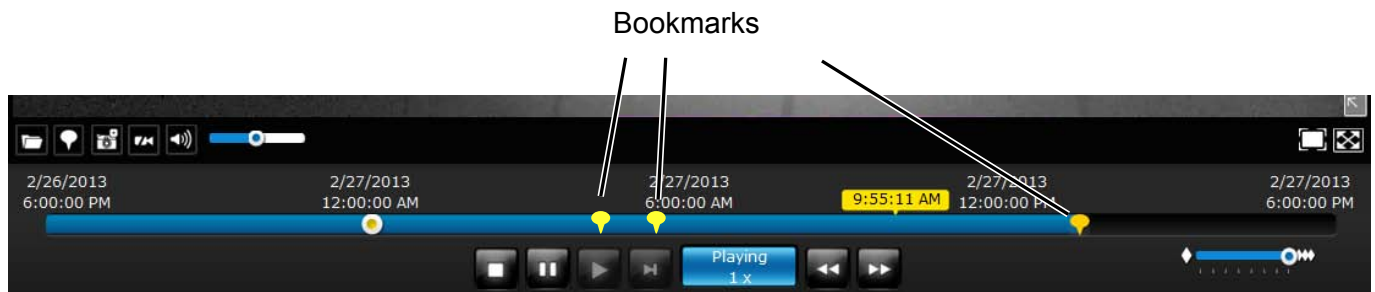 Bookmarks
2/26/2013 2/27/2013 2/27/2013 2/27/2013 2/27/2013
6:00:00 PM 12:00:00 AM 6:00:00 AM 9:55:11 AM 12:00:00 PM 6:00:00 PM
Playing
1 x